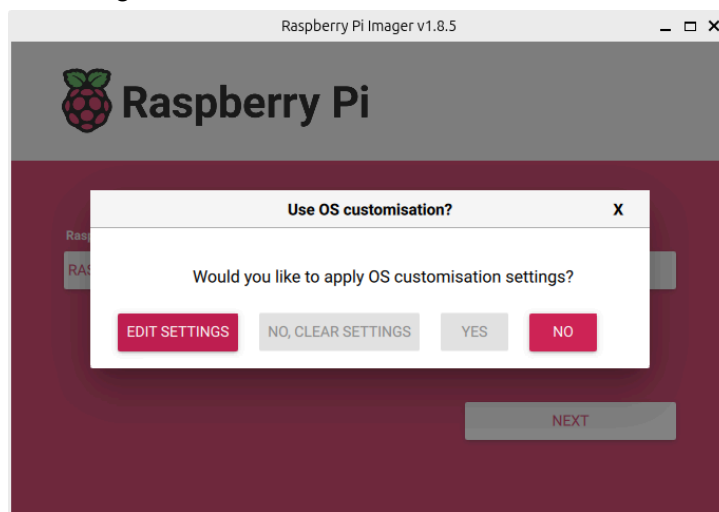 Raspberry Pi Imager v1.8.5
Raspberry Pi
Use OS customisation? X
Would you like to apply OS customisation settings?
EDIT SETTINGS NO, CLEAR SETTINGS YES NO
NEXT